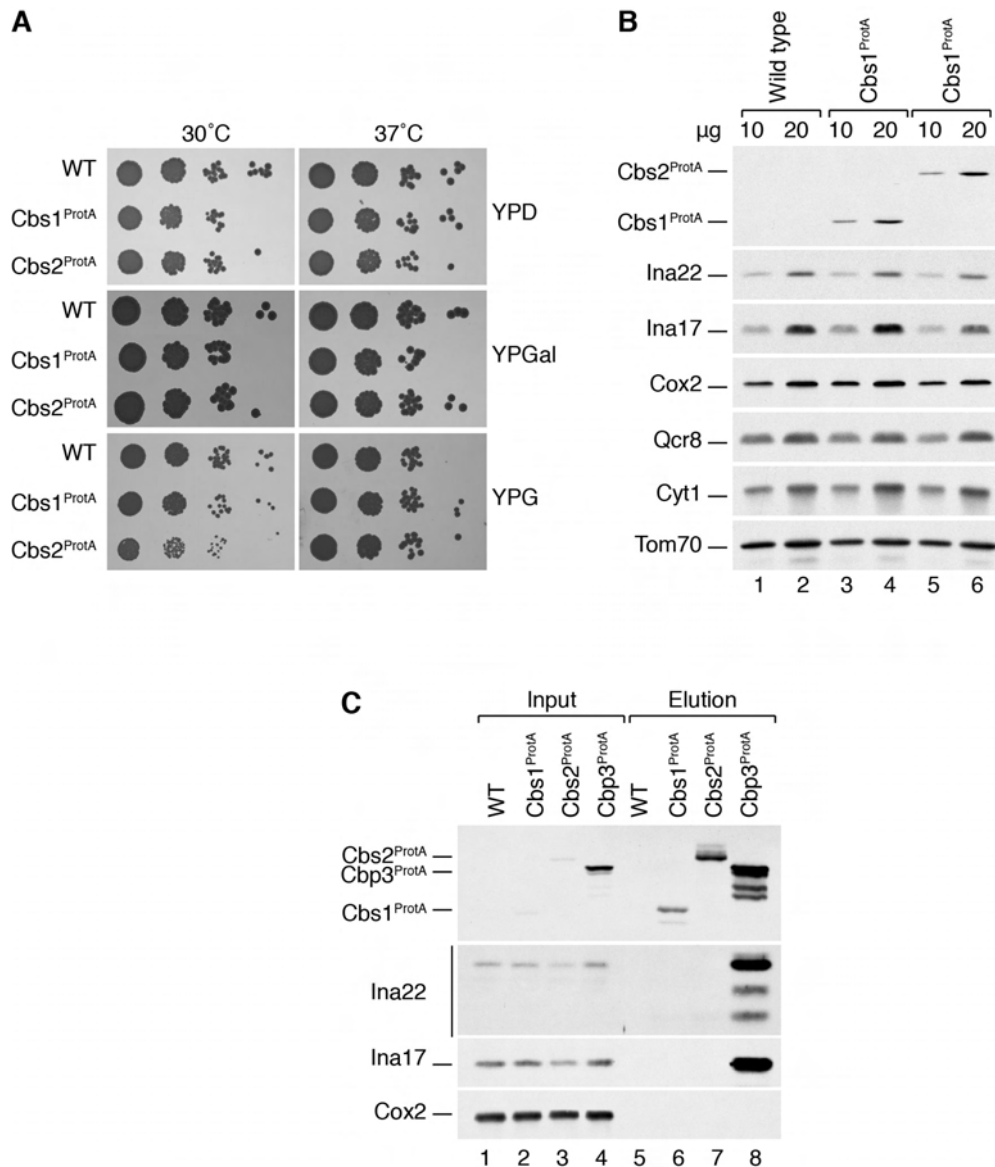 A
30°C 37°C
WT
Cbs1ProtA
Cbs2ProtA
YPD
WT
Cbs1ProtA
Cbs2ProtA
YPGal
WT
Cbs1ProtA
Cbs2ProtA
YPG
B
Wild type Cbs1ProtA Cbs1ProtA
µg 10 20 10 20 10 20
Cbs2ProtA
Cbs1ProtA
Ina22
Ina17
Cox2
Qcr8
Cyt1
Tom70
1 2 3 4 5 6
C
Input Elution
WT Cbs1ProtA Cbs2ProtA Cbp3ProtA WT Cbs1ProtA Cbs2ProtA Cbp3ProtA
Cbs2ProtA
Cbp3ProtA
Cbs1ProtA
Ina22
Ina17
Cox2
1 2 3 4 5 6 7 8